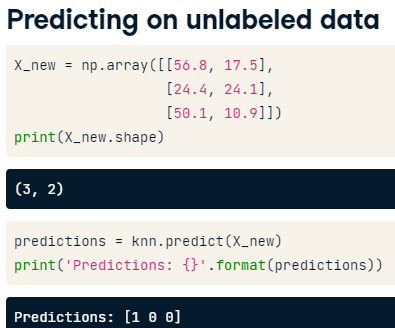 Predicting on unlabeled data
X_new = np.array([[56.8, 17.5],
                  [24.4, 24.1],
                  [50.1, 10.9]])
print(X_new.shape)
(3, 2)
predictions = knn.predict(X_new)
print('Predictions: {}'.format(predictions))
Predictions: [1 0 0]